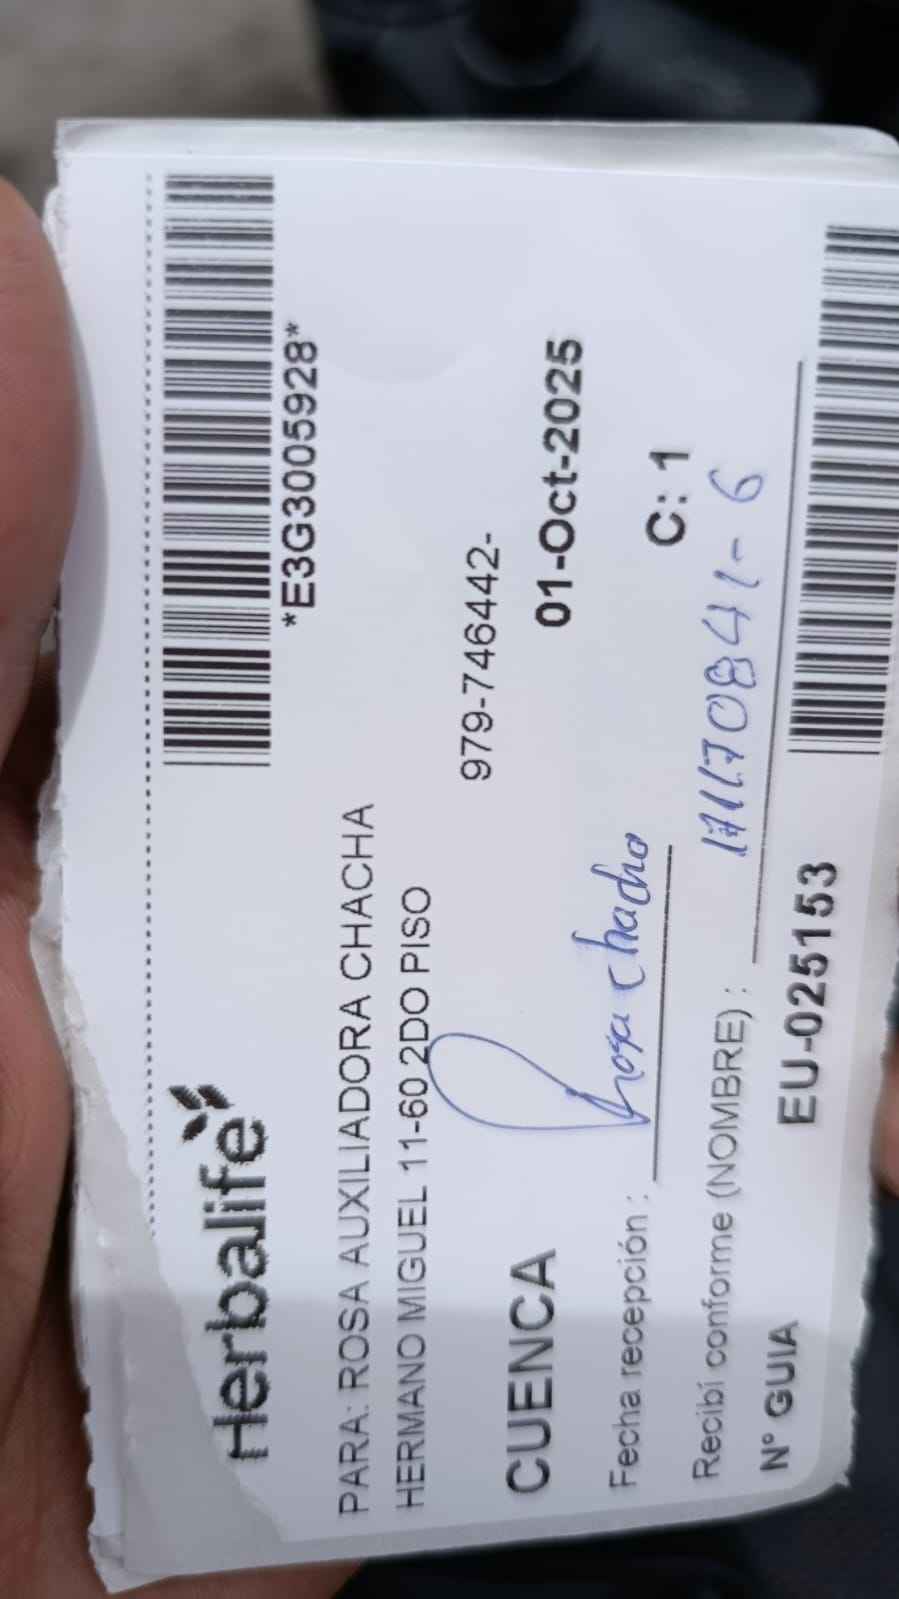 Herbalife
*E3G3005928*
PARA: ROSA AUXILIADORA CHACHA
HERMANO MIGUEL 11-60 2DO PISO
979-746442-
CUENCA
01-Oct-2025
Fecha recepción : Rosa Chacha
C: 1
Recibí conforme (NOMBRE) : 171170841-6
N° GUIA EU-025153